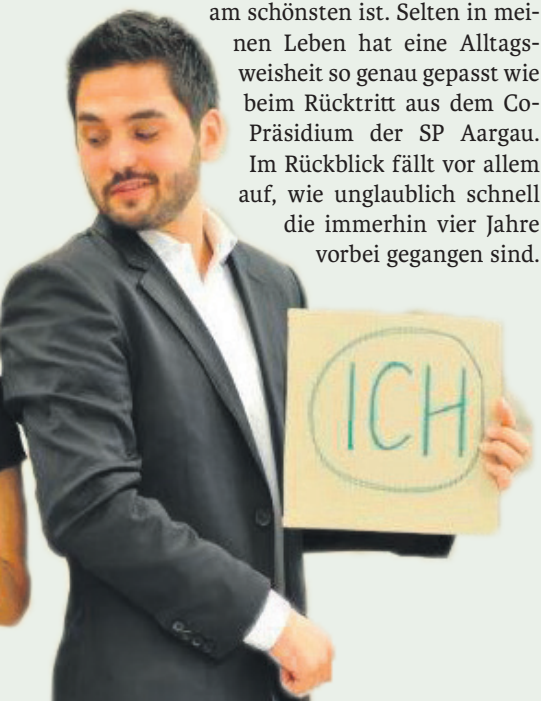 am schönsten ist. Selten in mei-
nen Leben hat eine Alltags-
weisheit so genau gepasst wie
beim Rücktritt aus dem Co-
Präsidium der SP Aargau.
Im Rückblick fällt vor allem
auf, wie unglaublich schnell
die immerhin vier Jahre
vorbei gegangen sind.
ICH